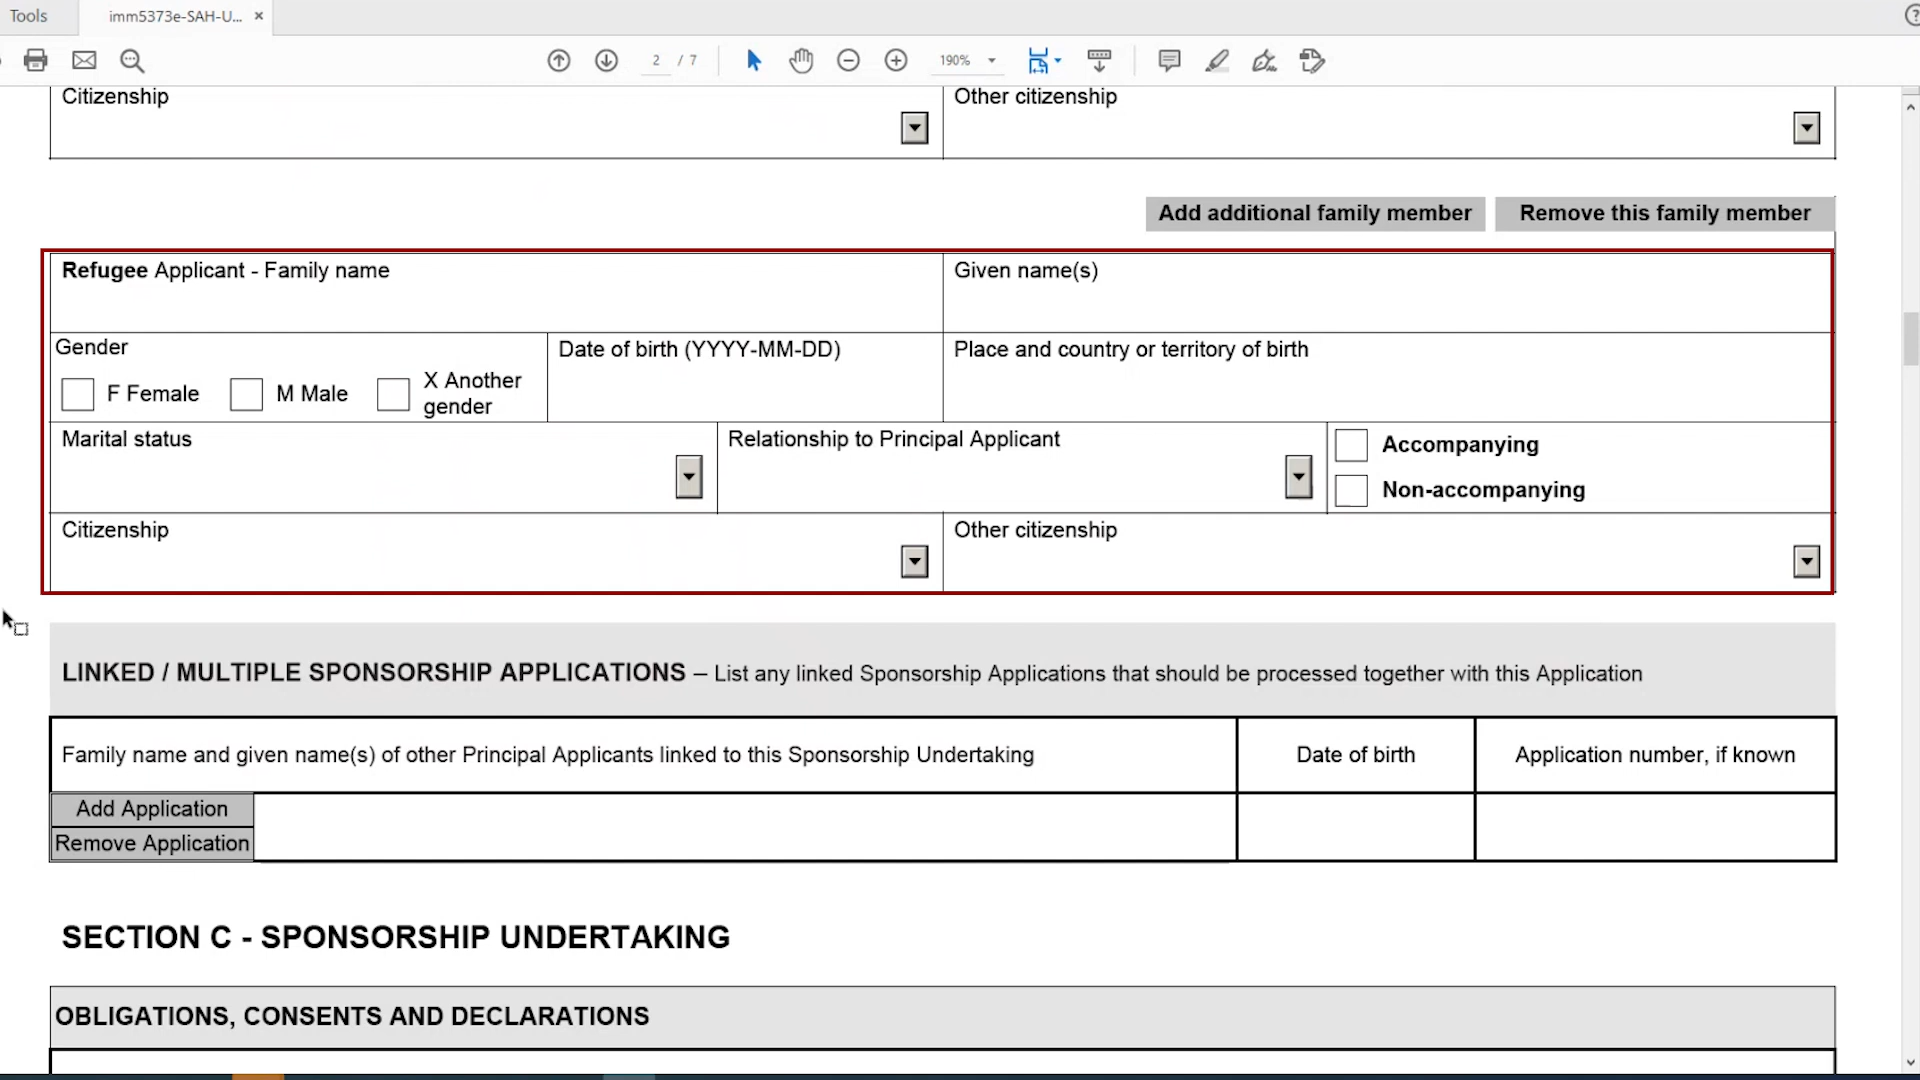 Tools
imm5373e-SAH-U... ×
2 / 7
190%
Citizenship
Other citizenship
Add additional family member
Remove this family member
Refugee Applicant - Family name
Given name(s)
Gender
F Female
M Male
X Another
gender
Date of birth (YYYY-MM-DD)
Place and country or territory of birth
Marital status
Relationship to Principal Applicant
Accompanying
Non-accompanying
Citizenship
Other citizenship
LINKED / MULTIPLE SPONSORSHIP APPLICATIONS – List any linked Sponsorship Applications that should be processed together with this Application
Family name and given name(s) of other Principal Applicants linked to this Sponsorship Undertaking
Date of birth
Application number, if known
Add Application
Remove Application
SECTION C - SPONSORSHIP UNDERTAKING
OBLIGATIONS, CONSENTS AND DECLARATIONS